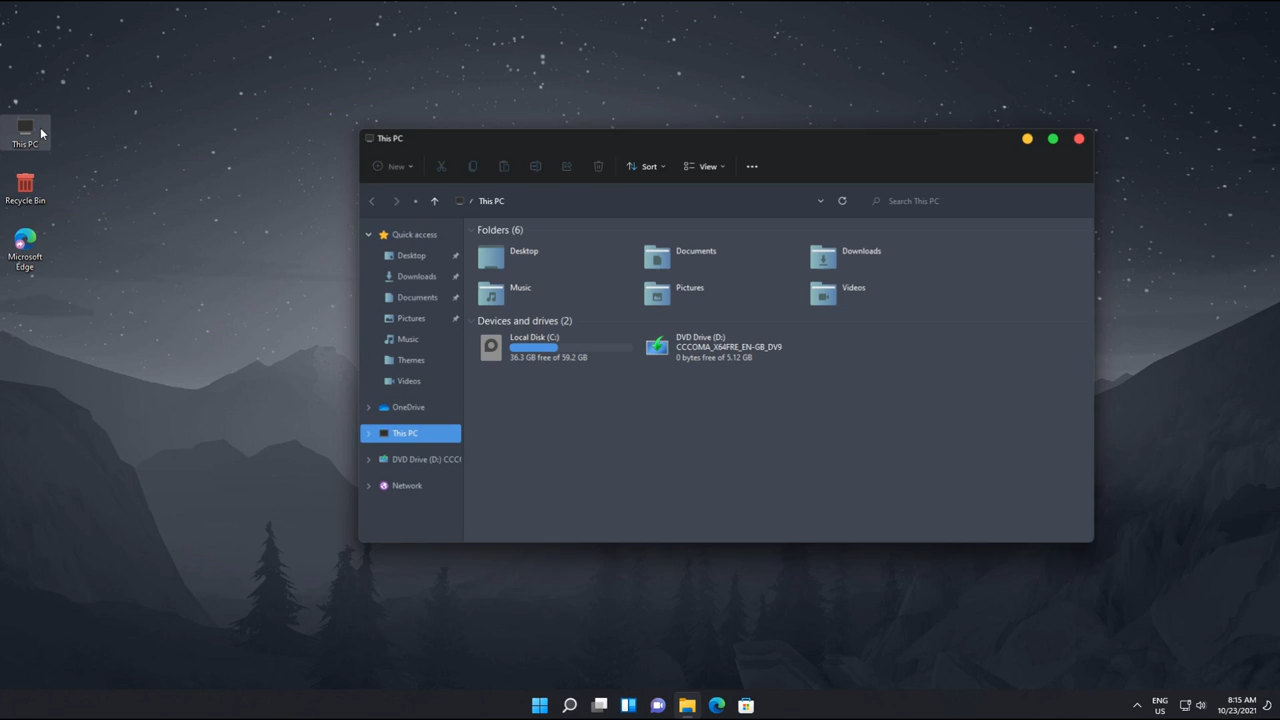 This PC
Recycle Bin
Microsoft
Edge
This PC
New
Sort
View
This PC
Search This PC
Quick access
Desktop
Downloads
Documents
Pictures
Music
Themes
Videos
OneDrive
This PC
DVD Drive (D:) CCC
Network
Folders (6)
Desktop
Documents
Downloads
Music
Pictures
Videos
Devices and drives (2)
Local Disk (C:)
36.3 GB free of 59.2 GB
DVD Drive (D:)
CCCOMA_X64FRE_EN-GB_DV9
0 bytes free of 5.12 GB
ENG
US
8:15 AM
10/23/2021